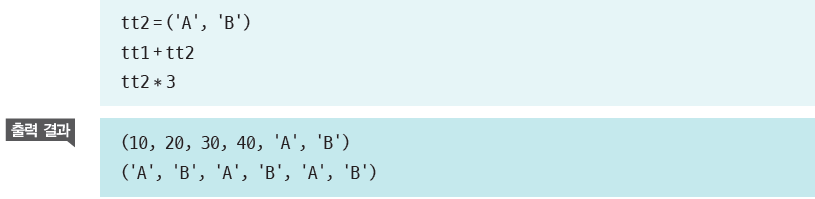 tt2=('A', 'B')
tt1+tt2
tt2*3
출력 결과
(10, 20, 30, 40, 'A', 'B')
('A', 'B', 'A', 'B', 'A', 'B')